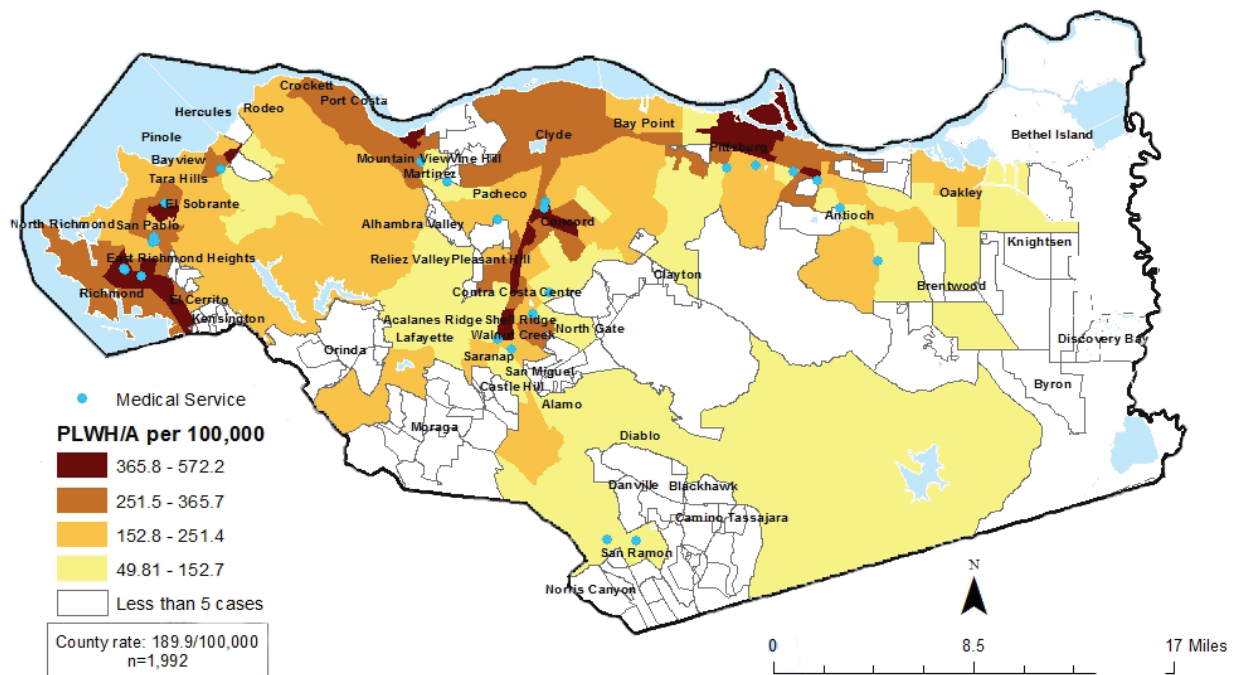 Crockett
Port Costa
Rodeo
Hercules
Pinole
Bayview
Tara Hills
El Sobrante
North Richmond
San Pablo
East Richmond Heights
Richmond
El Cerrito
Kensington
Mountain View
Vine Hill
Martinez
Clyde
Bay Point
Pittsburg
Bethel Island
Pacheco
Concord
Alhambra Valley
Reliez Valley
Pleasant Hill
Contra Costa Centre
Clayton
Antioch
Oakley
Knightsen
Brentwood
Discovery Bay
Byron
Acalanes Ridge
Shell Ridge
North Gate
Lafayette
Walnut Creek
Orinda
Saranap
San Miguel
Castle Hill
Alamo
Moraga
Diablo
Danville
Blackhawk
Camino Tassajara
San Ramon
Norris Canyon
Medical Service
PLWH/A per 100,000
365.8 - 572.2
251.5 - 365.7
152.8 - 251.4
49.81 - 152.7
Less than 5 cases
County rate: 189.9/100,000
n=1,992
N
0 8.5 17 Miles